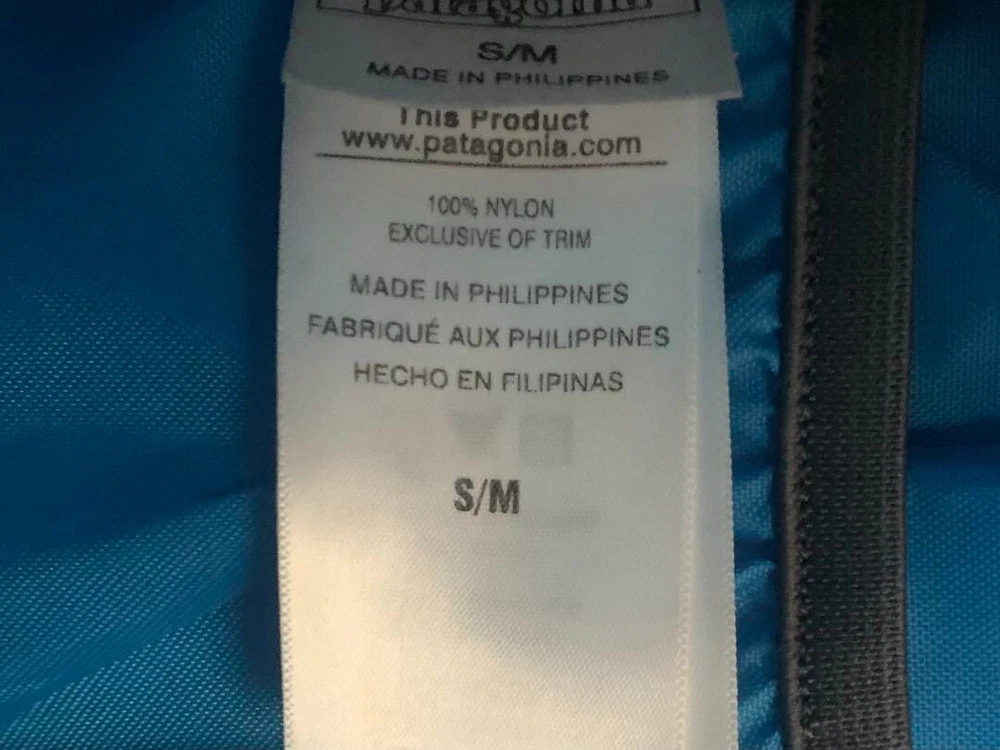 patagonia
S/M
MADE IN PHILIPPINES
This Product
www.patagonia.com
100% NYLON
EXCLUSIVE OF TRIM
MADE IN PHILIPPINES
FABRIQUÉ AUX PHILIPPINES
HECHO EN FILIPINAS
S/M